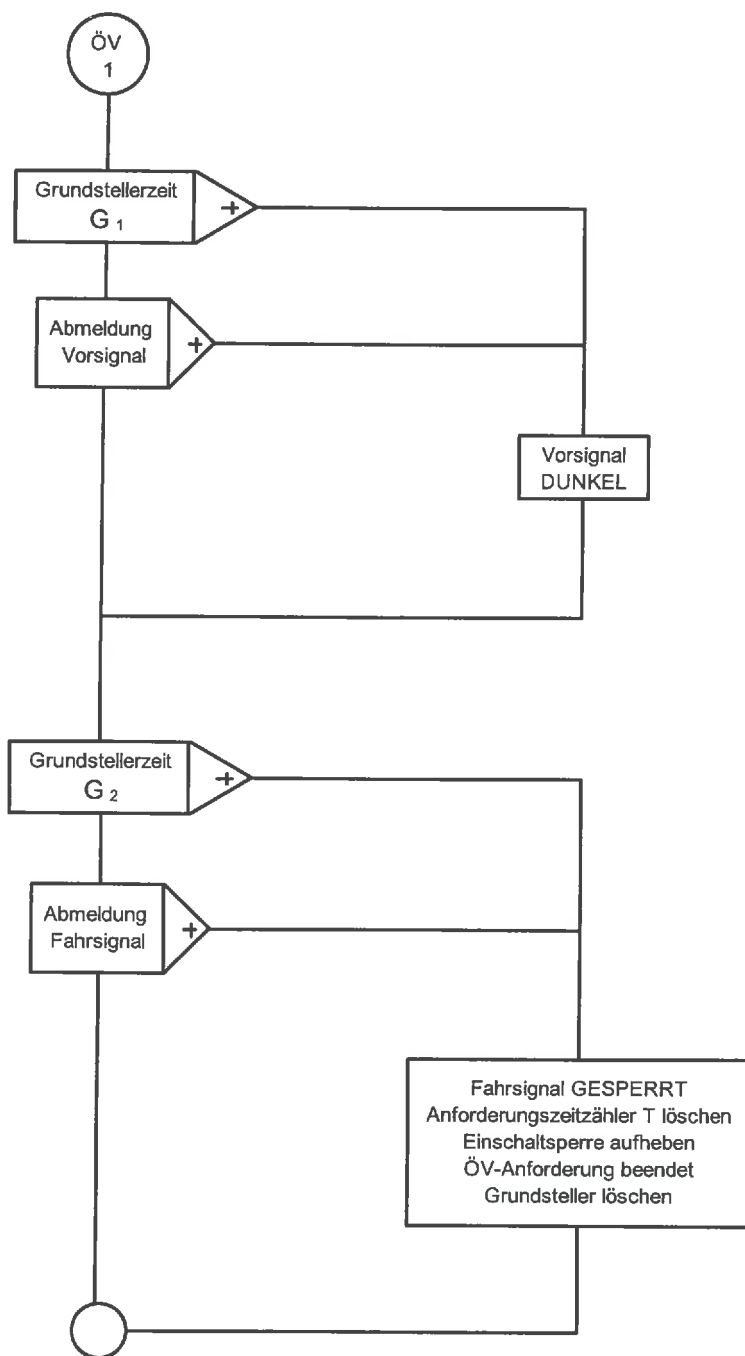 ÖV
1
Grundstellerzeit
G 1
+
Abmeldung
Vorsignal
+
Vorsignal
DUNKEL
Grundstellerzeit
G 2
+
Abmeldung
Fahrsignal
+
Fahrsignal GESPERRT
Anforderungszeitzähler T löschen
Einschaltsperre aufheben
ÖV-Anforderung beendet
Grundsteller löschen